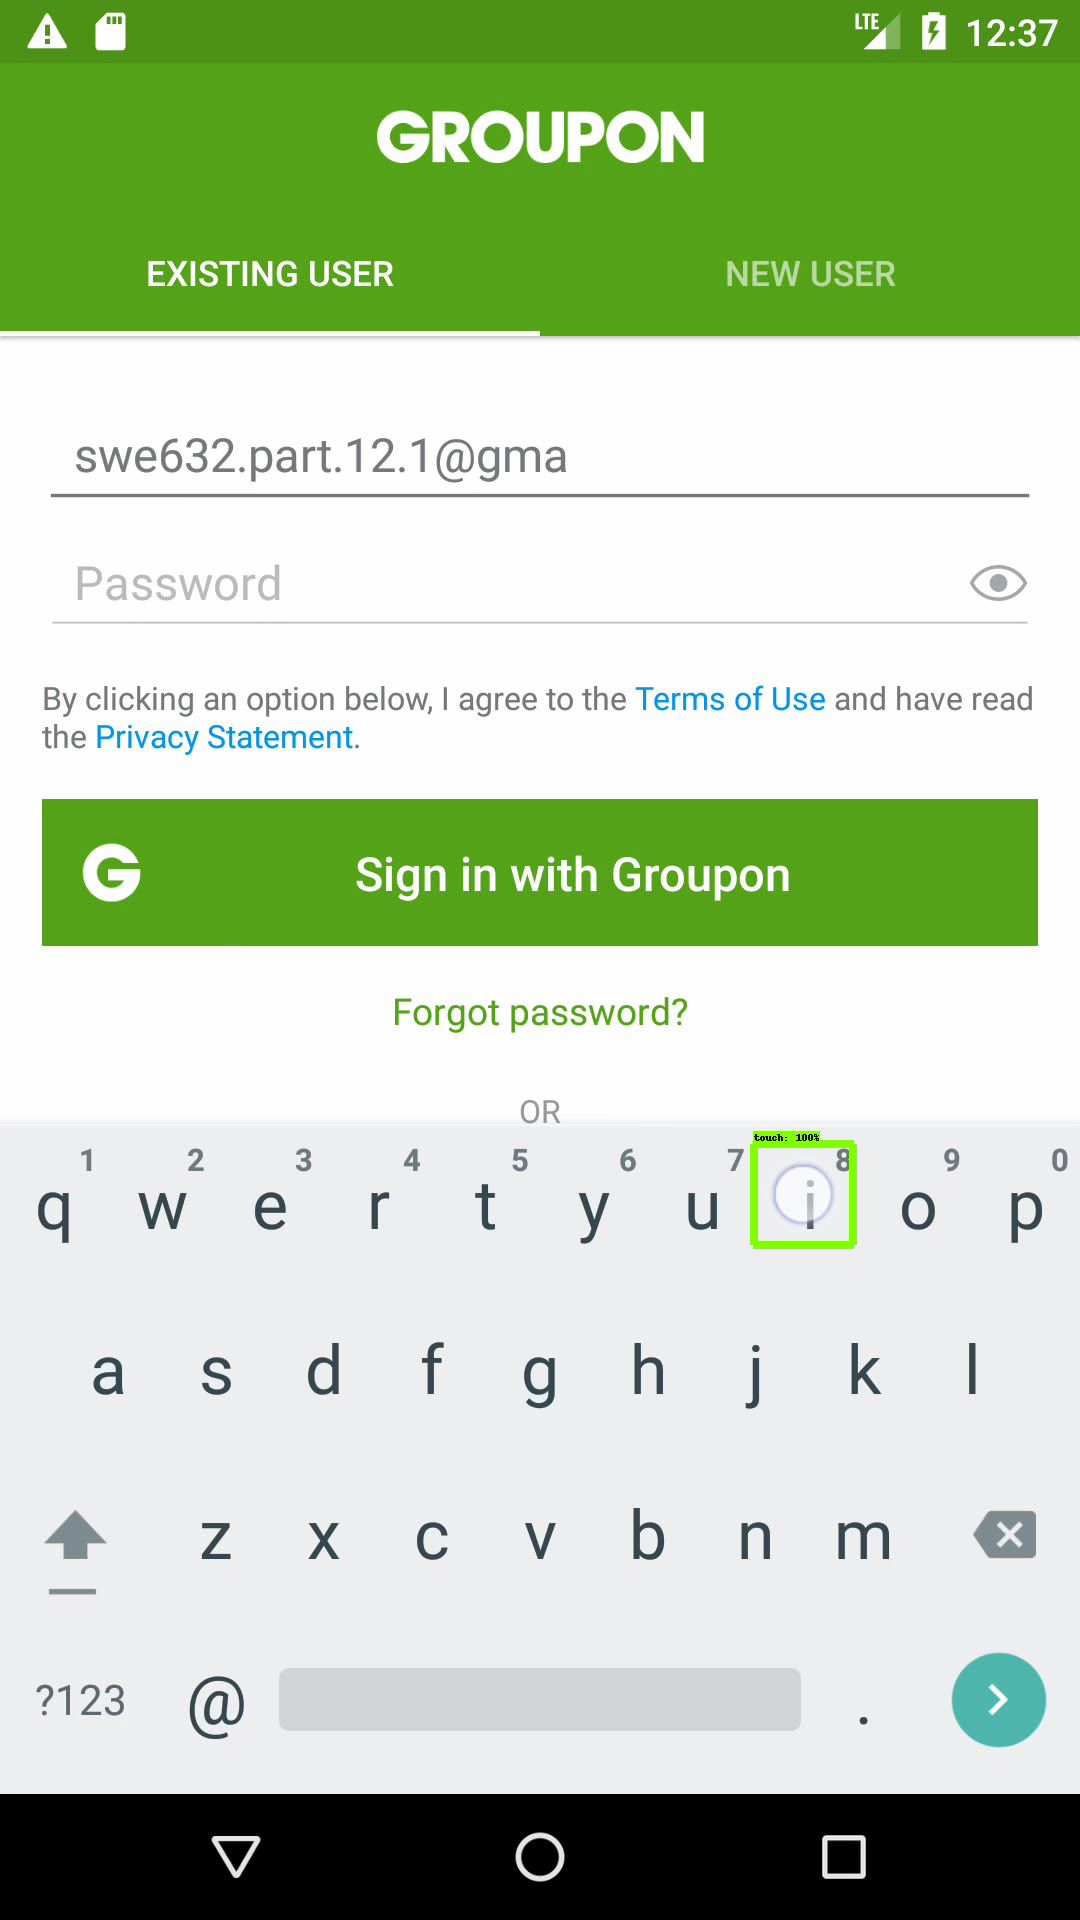 LTE 12:37
GROUPON
EXISTING USER NEW USER
swe632.part.12.1@gma
Password
By clicking an option below, I agree to the Terms of Use and have read
the Privacy Statement.
G Sign in with Groupon
Forgot password?
OR
touch: 100%
1 2 3 4 5 6 7 8 9 0
q w e r t y u i o p
a s d f g h j k l
z x c v b n m
?123 @ .